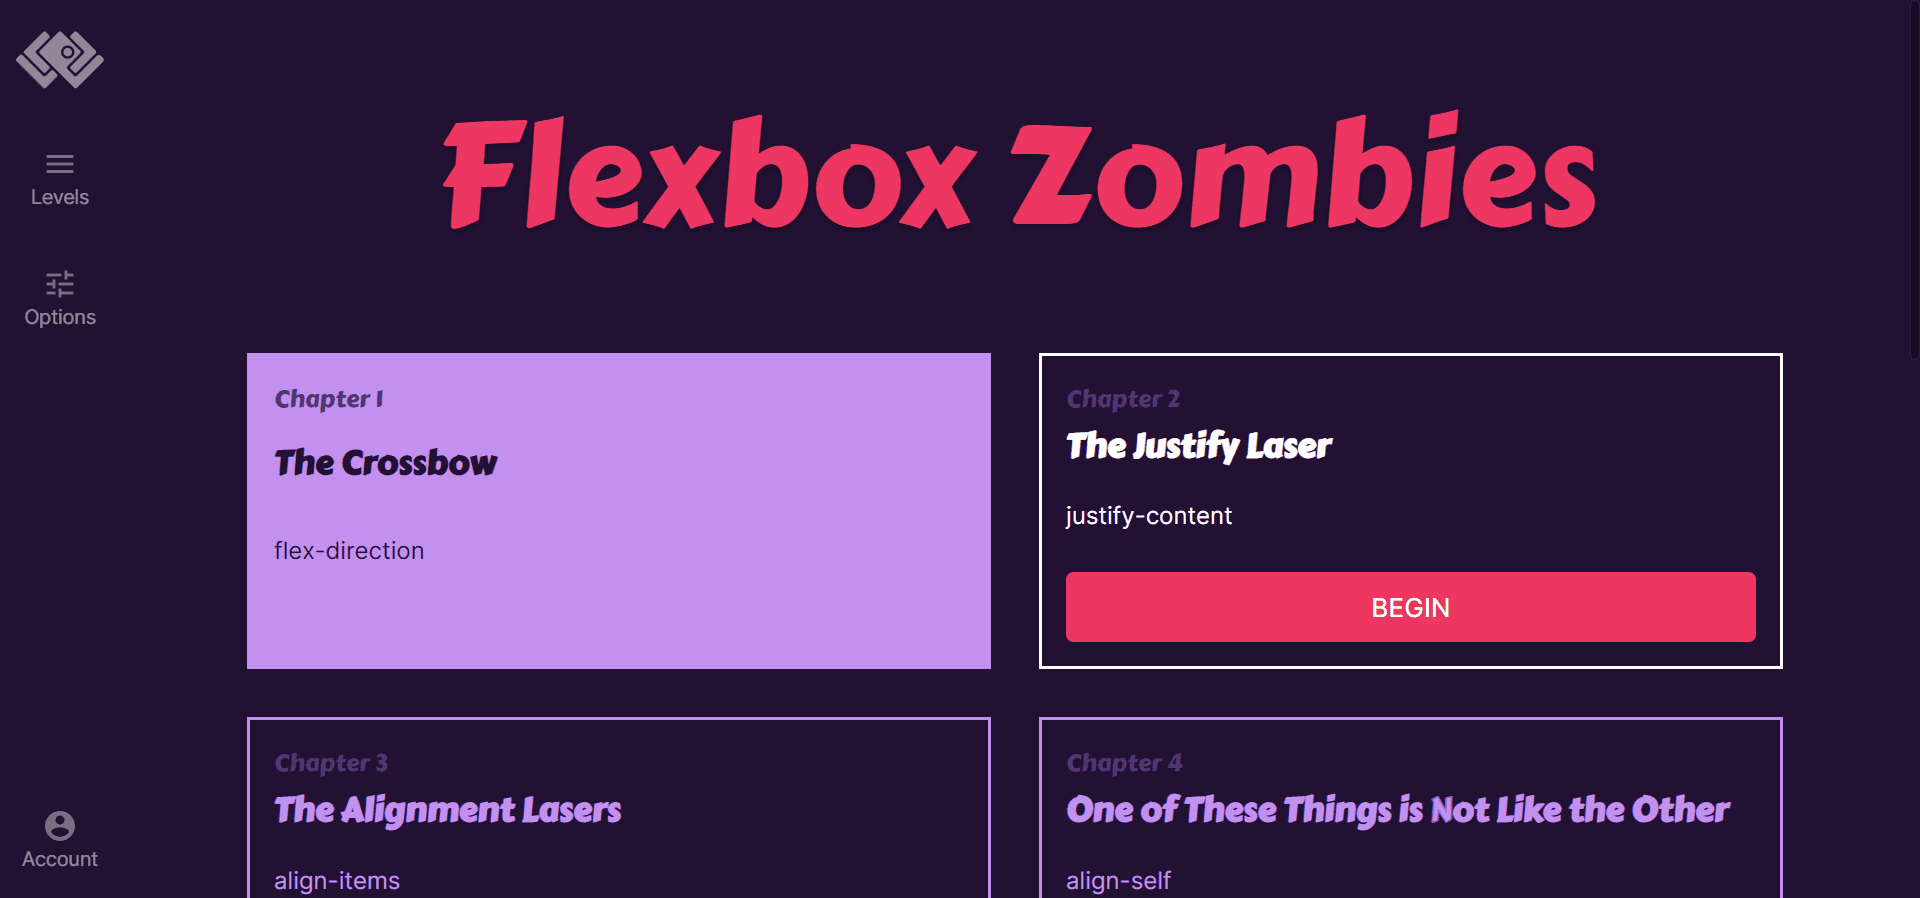 Levels
Options
Account
Flexbox Zombies
Chapter 1
The Crossbow
flex-direction
Chapter 2
The Justify Laser
justify-content
BEGIN
Chapter 3
The Alignment Lasers
align-items
Chapter 4
One of These Things is Not Like the Other
align-self